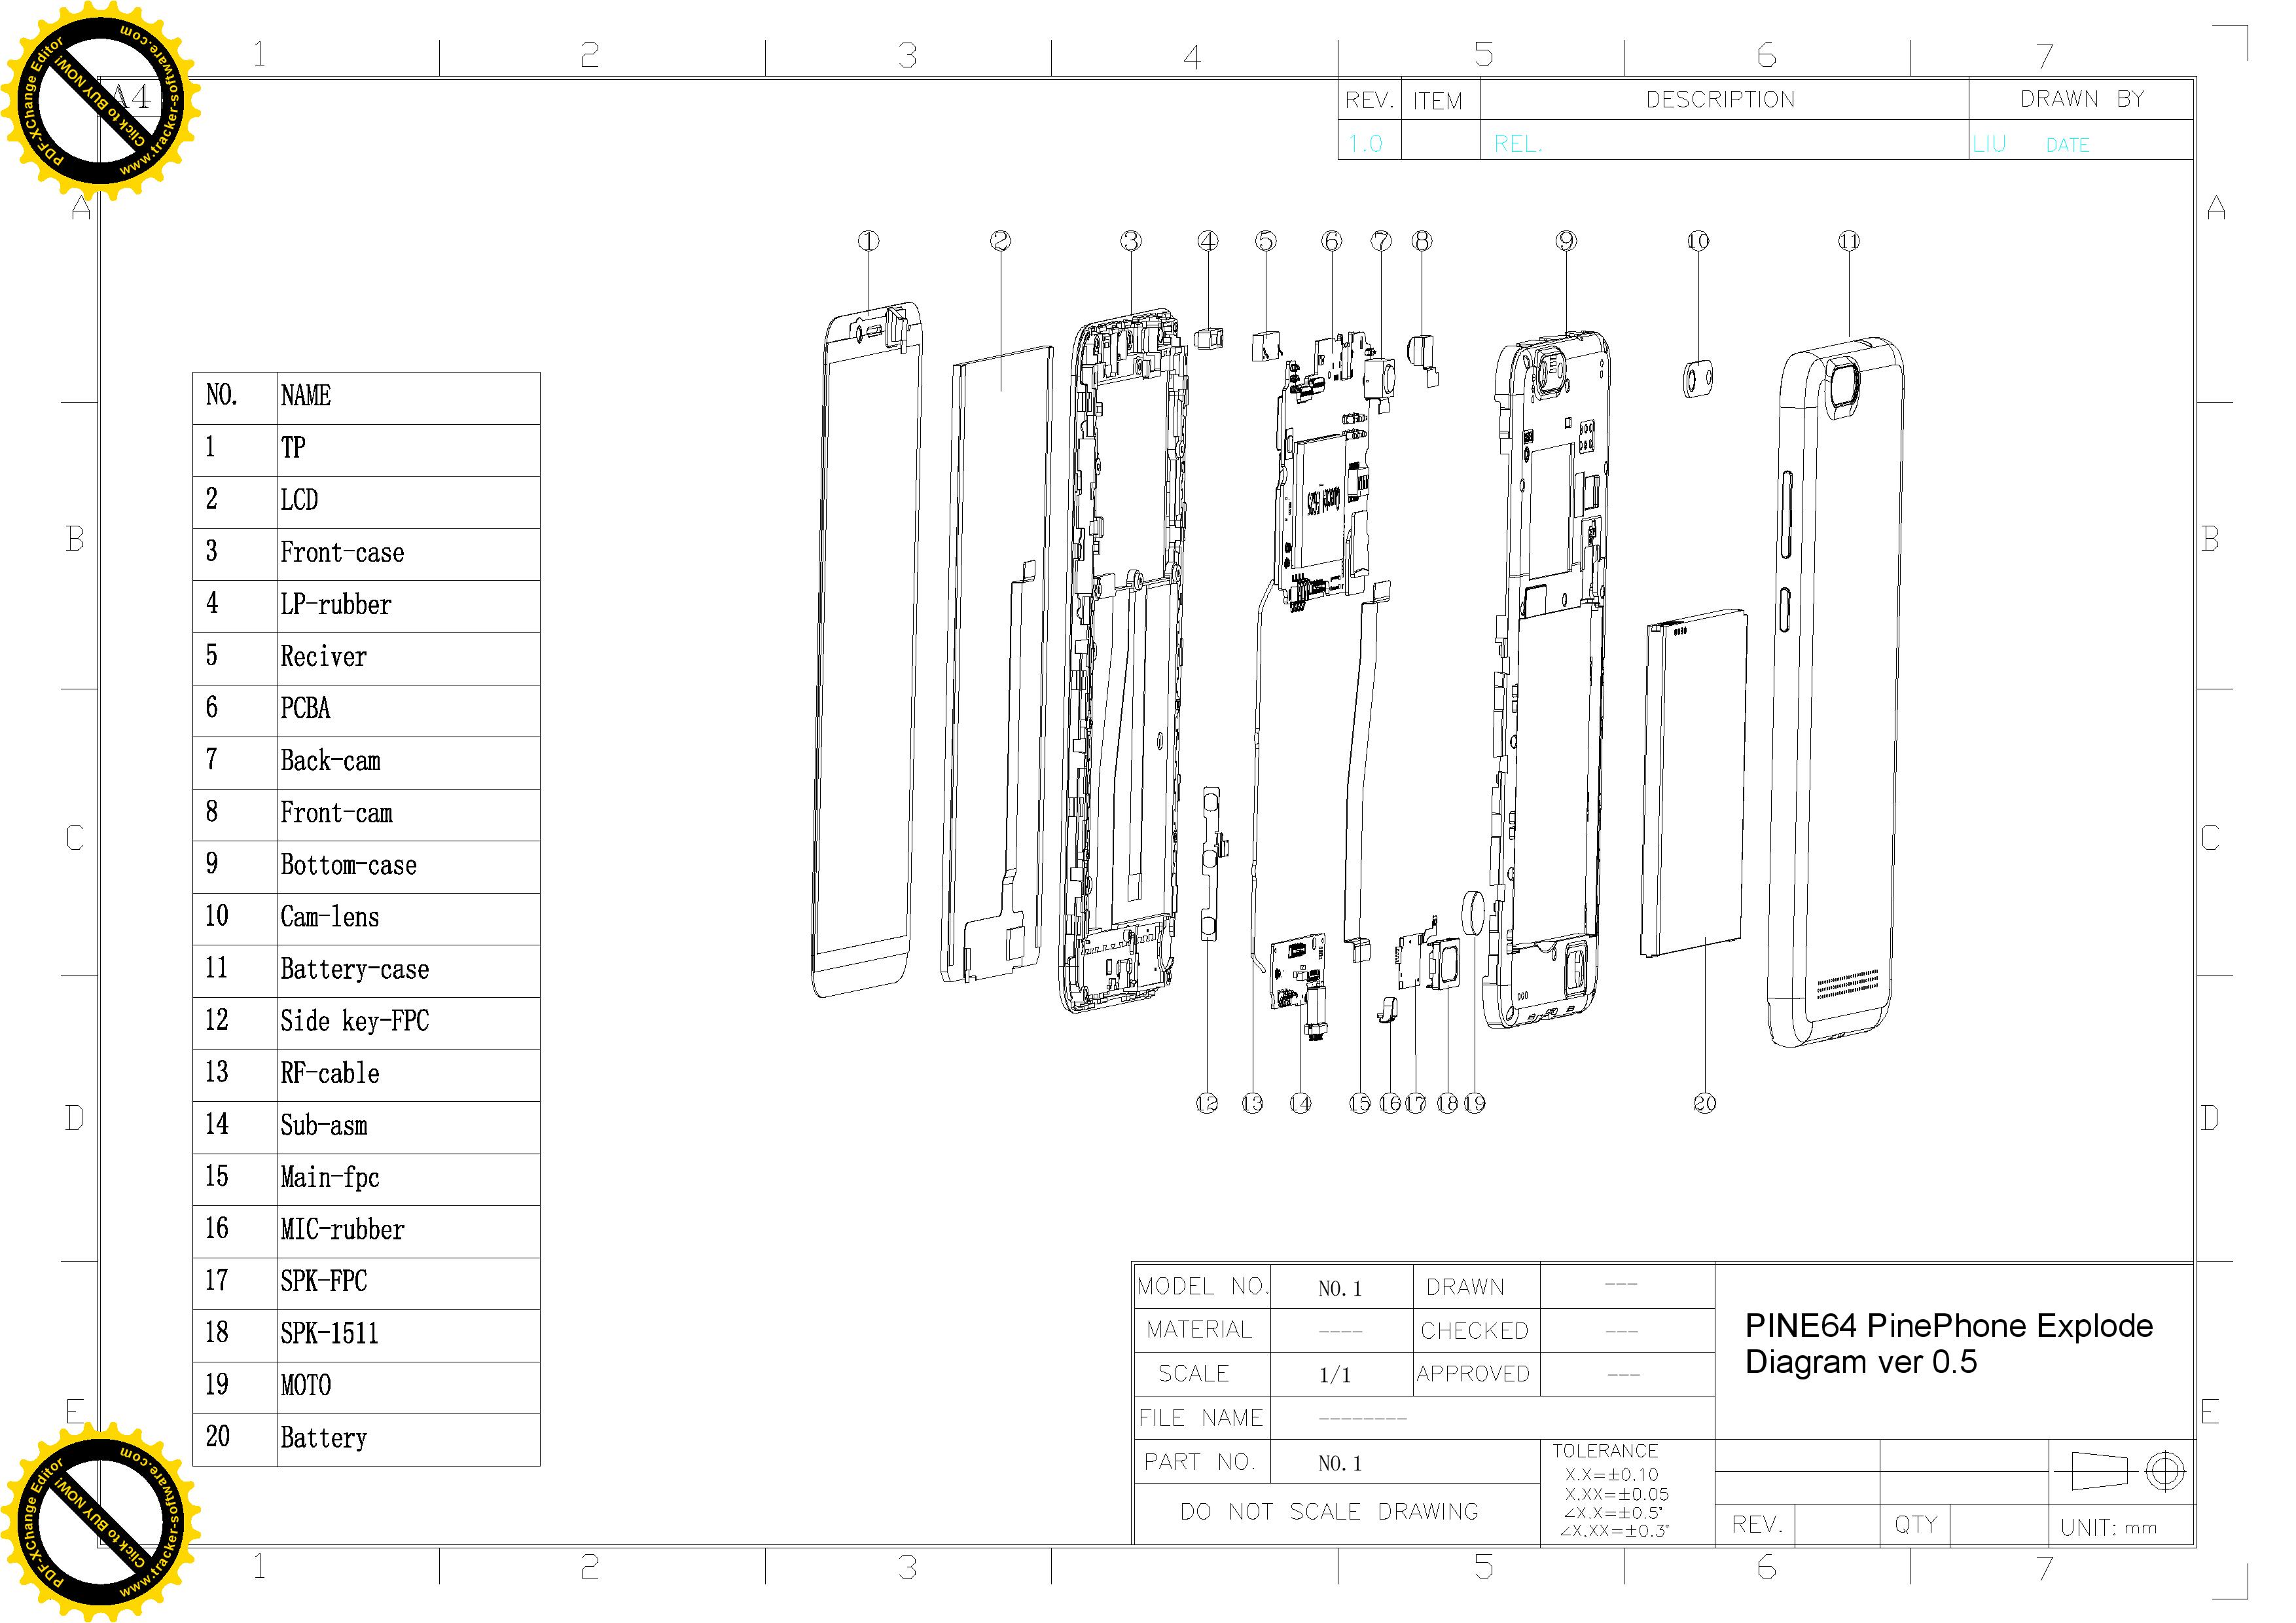 PDF-XChange Editor
Click to BUY NOW!
www.tracker-software.com
1 2 3 4 5 6 7
A4
REV. ITEM DESCRIPTION DRAWN BY
1.0 REL. LIU DATE
A A
1 2 3 4 5 6 7 8 9 10 11
NO. NAME
1 TP
2 LCD
3 Front-case
4 LP-rubber
5 Reciver
6 PCBA
7 Back-cam
8 Front-cam
9 Bottom-case
10 Cam-lens
11 Battery-case
12 Side key-FPC
13 RF-cable
14 Sub-asm
15 Main-fpc
16 MIC-rubber
17 SPK-FPC
18 SPK-1511
19 MOTO
20 Battery
B B
C C
12 13 14 15 16 17 18 19 20
D D
MODEL NO. NO.1 DRAWN ---
MATERIAL ---- CHECKED ---
SCALE 1/1 APPROVED ---
FILE NAME --------
PART NO. NO.1
DO NOT SCALE DRAWING
TOLERANCE
X.X=±0.10
X.XX=±0.05
∠X.X=±0.5°
∠X.XX=±0.3°
PINE64 PinePhone Explode
Diagram ver 0.5
REV. QTY UNIT: mm
E E
PDF-XChange Editor
Click to BUY NOW!
www.tracker-software.com
1 2 3 5 6 7